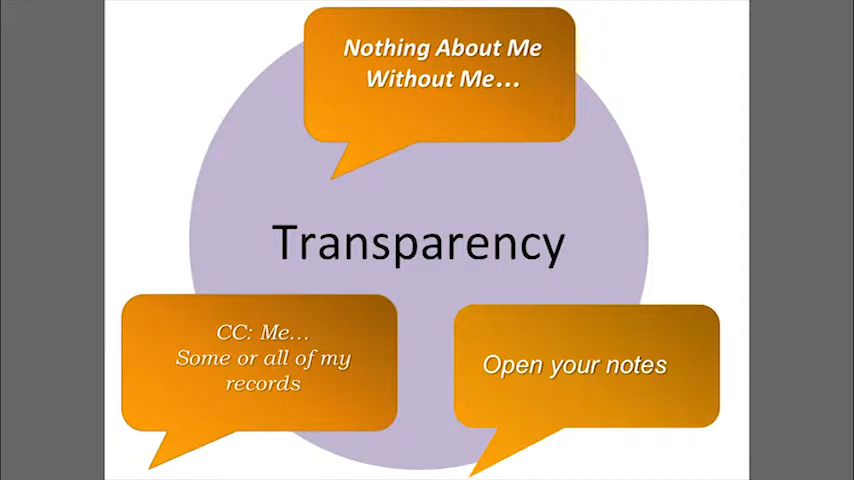 Nothing About Me
Without Me...
Transparency
CC: Me...
Some or all of my
records
Open your notes